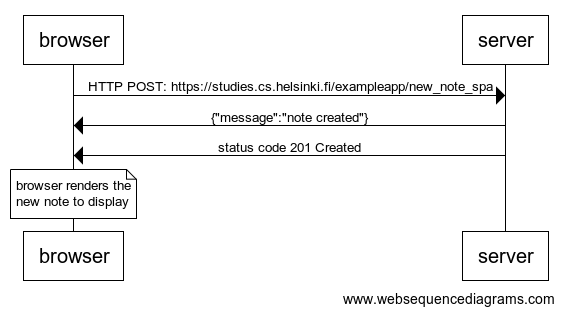 browser
server
HTTP POST: https://studies.cs.helsinki.fi/exampleapp/new_note_spa
{"message":"note created"}
status code 201 Created
browser renders the
new note to display
browser
server
www.websequencediagrams.com